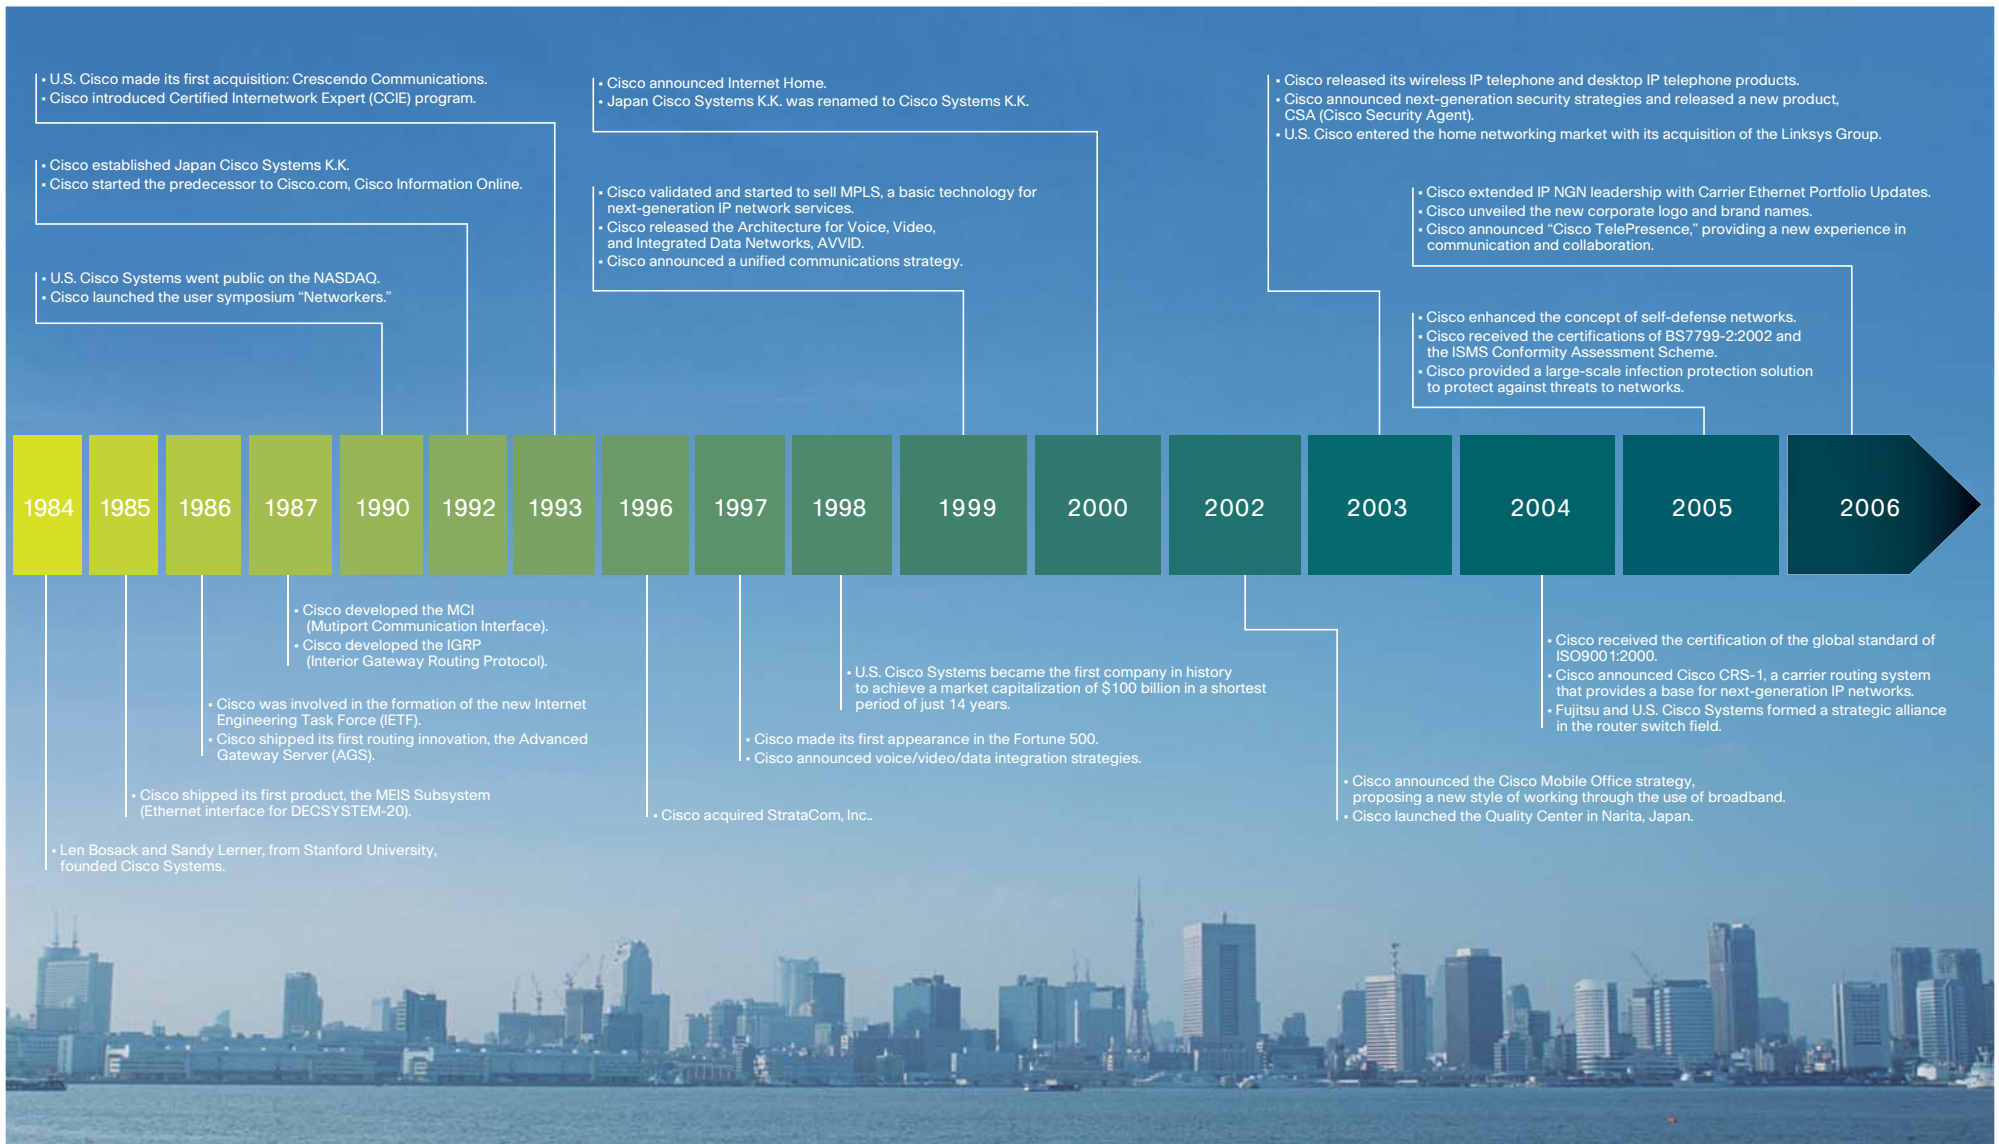 • U.S. Cisco made its first acquisition: Crescendo Communications.
• Cisco introduced Certified Internetwork Expert (CCIE) program.
• Cisco established Japan Cisco Systems K.K.
• Cisco started the predecessor to Cisco.com, Cisco Information Online.
• U.S. Cisco Systems went public on the NASDAQ.
• Cisco launched the user symposium “Networkers.”
• Cisco announced Internet Home.
• Japan Cisco Systems K.K. was renamed to Cisco Systems K.K.
• Cisco validated and started to sell MPLS, a basic technology for
next-generation IP network services.
• Cisco released the Architecture for Voice, Video,
and Integrated Data Networks, AVVID.
• Cisco announced a unified communications strategy.
• Cisco released its wireless IP telephone and desktop IP telephone products.
• Cisco announced next-generation security strategies and released a new product,
CSA (Cisco Security Agent).
• U.S. Cisco entered the home networking market with its acquisition of the Linksys Group.
• Cisco extended IP NGN leadership with Carrier Ethernet Portfolio Updates.
• Cisco unveiled the new corporate logo and brand names.
• Cisco announced “Cisco TelePresence,” providing a new experience in
communication and collaboration.
• Cisco enhanced the concept of self-defense networks.
• Cisco received the certifications of BS7799-2:2002 and
the ISMS Conformity Assessment Scheme.
• Cisco provided a large-scale infection protection solution
to protect against threats to networks.
1984 1985 1986 1987 1990 1992 1993 1996 1997 1998 1999 2000 2002 2003 2004 2005 2006
• Cisco developed the MCI
(Mutiport Communication Interface).
• Cisco developed the IGRP
(Interior Gateway Routing Protocol).
• Cisco was involved in the formation of the new Internet
Engineering Task Force (IETF).
• Cisco shipped its first routing innovation, the Advanced
Gateway Server (AGS).
• Cisco shipped its first product, the MEIS Subsystem
(Ethernet interface for DECSYSTEM-20).
• Len Bosack and Sandy Lerner, from Stanford University,
founded Cisco Systems.
• U.S. Cisco Systems became the first company in history
to achieve a market capitalization of $100 billion in a shortest
period of just 14 years.
• Cisco made its first appearance in the Fortune 500.
• Cisco announced voice/video/data integration strategies.
• Cisco acquired StrataCom, Inc..
• Cisco received the certification of the global standard of
ISO9001:2000.
• Cisco announced Cisco CRS-1, a carrier routing system
that provides a base for next-generation IP networks.
• Fujitsu and U.S. Cisco Systems formed a strategic alliance
in the router switch field.
• Cisco announced the Cisco Mobile Office strategy,
proposing a new style of working through the use of broadband.
• Cisco launched the Quality Center in Narita, Japan.